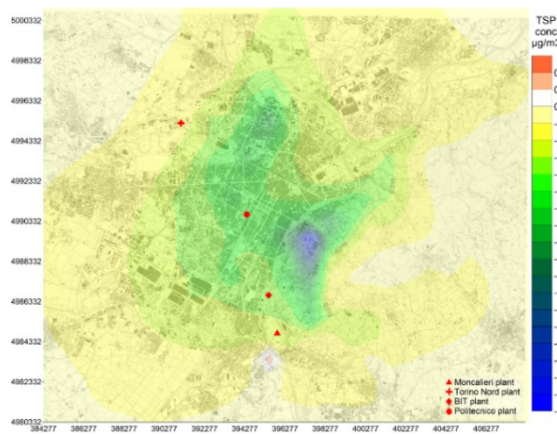 TSP
conc
µg/m3
5000332
4998332
4996332
4994332
4992332
4990332
4988332
4986332
4984332
4982332
4980332
Moncalieri plant
Torino Nord plant
BIT plant
Politecnico plant
384277 386277 388277 390277 392277 394277 396277 398277 400277 402277 404277 406277